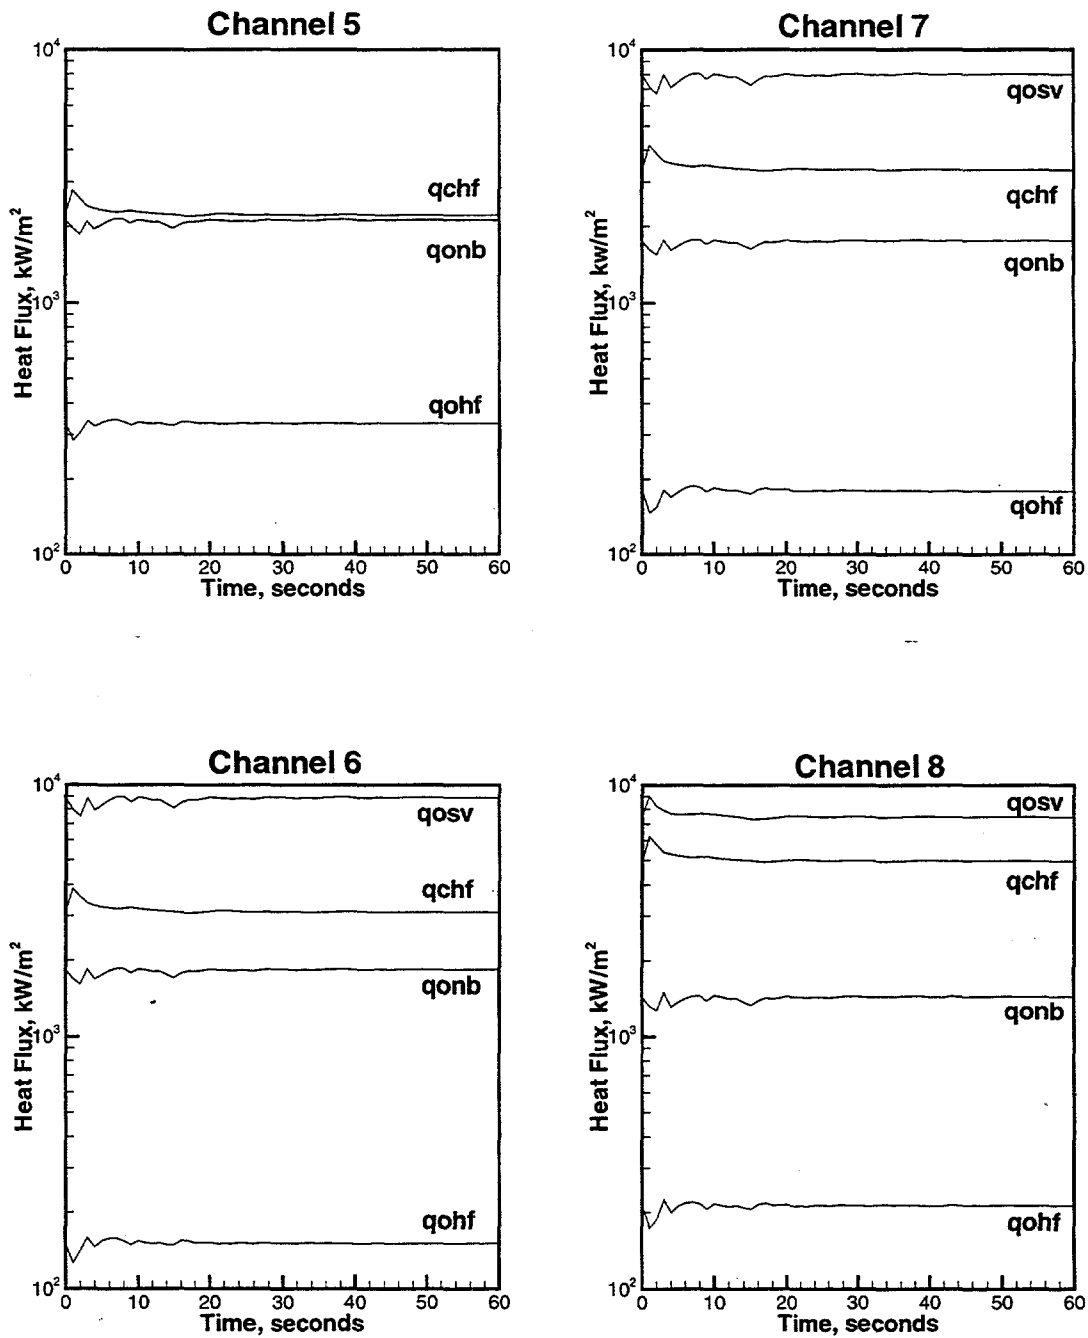 Channel 5
10⁴
qchf
qonb
10³
qohf
10²
0 10 20 30 40 50 60
Time, seconds
Heat Flux, kW/m²
Channel 7
10⁴
qosv
qchf
qonb
10³
qohf
10²
0 10 20 30 40 50 60
Time, seconds
Heat Flux, kw/m²
Channel 6
10⁴
qosv
qchf
qonb
10³
qohf
10²
0 10 20 30 40 50 60
Time, seconds
Heat Flux, kW/m²
Channel 8
10⁴
qosv
qchf
qonb
10³
qohf
10²
0 10 20 30 40 50 60
Time, seconds
Heat Flux, kW/m²